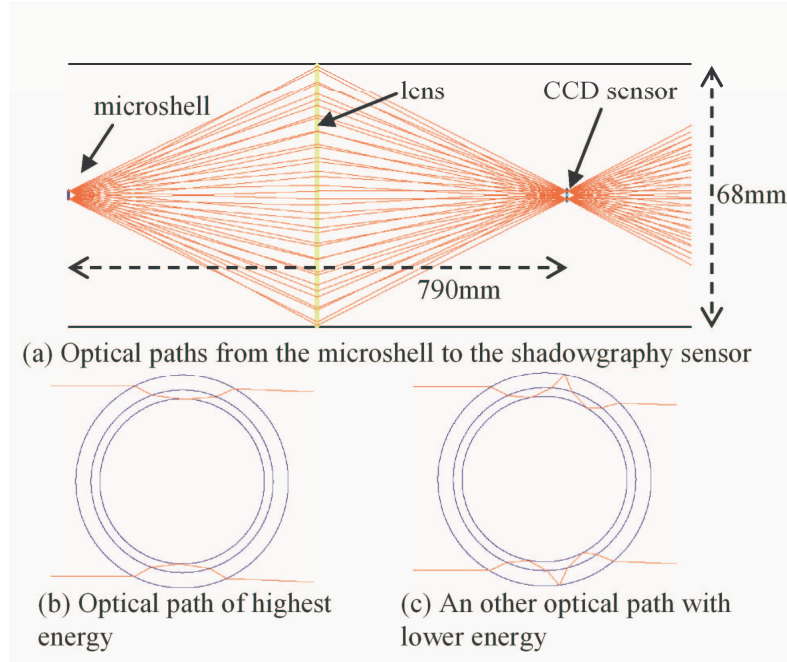 microshell
lens
CCD sensor
68mm
790mm
(a) Optical paths from the microshell to the shadowgraphy sensor
(b) Optical path of highest
energy
(c) An other optical path with
lower energy